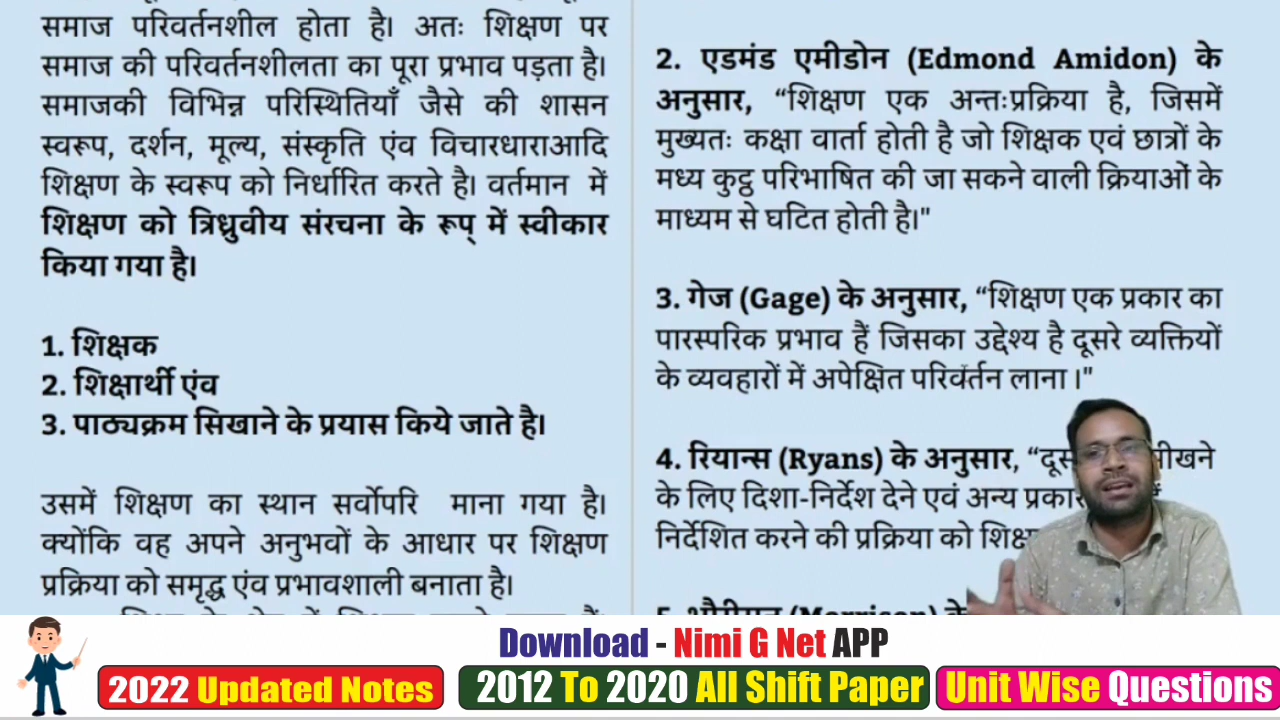 समाज परिवर्तनशील होता है। अतः शिक्षण पर
समाज की परिवर्तनशीलता का पूरा प्रभाव पड़ता है।
समाजकी विभिन्न परिस्थितियाँ जैसे की शासन
स्वरूप, दर्शन, मूल्य, संस्कृति एंव विचारधाराआदि
शिक्षण के स्वरूप को निर्धारित करते है। वर्तमान में
शिक्षण को त्रिध्रुवीय संरचना के रूप् में स्वीकार
किया गया है।
1. शिक्षक
2. शिक्षार्थी एंव
3. पाठ्यक्रम सिखाने के प्रयास किये जाते है।
उसमें शिक्षण का स्थान सर्वोपरि माना गया है।
क्योंकि वह अपने अनुभवों के आधार पर शिक्षण
प्रक्रिया को समृद्ध एंव प्रभावशाली बनाता है।
2. एडमंड एमीडोन (Edmond Amidon) के
अनुसार, “शिक्षण एक अन्तःप्रक्रिया है, जिसमें
मुख्यतः कक्षा वार्ता होती है जो शिक्षक एवं छात्रों के
मध्य कुट्ठ परिभाषित की जा सकने वाली क्रियाओं के
माध्यम से घटित होती है।"
3. गेज (Gage) के अनुसार, “शिक्षण एक प्रकार का
पारस्परिक प्रभाव हैं जिसका उद्देश्य है दूसरे व्यक्तियों
के व्यवहारों में अपेक्षित परिवर्तन लाना ।"
4. रियान्स (Ryans) के अनुसार,
के लिए दिशा-निर्देश देने एवं अन्य
निर्देशित करने की प्रक्रिया को
(Morrison) के
Download - Nimi G Net APP
2022 Updated Notes
2012 To 2020 All Shift Paper
Unit Wise Questions